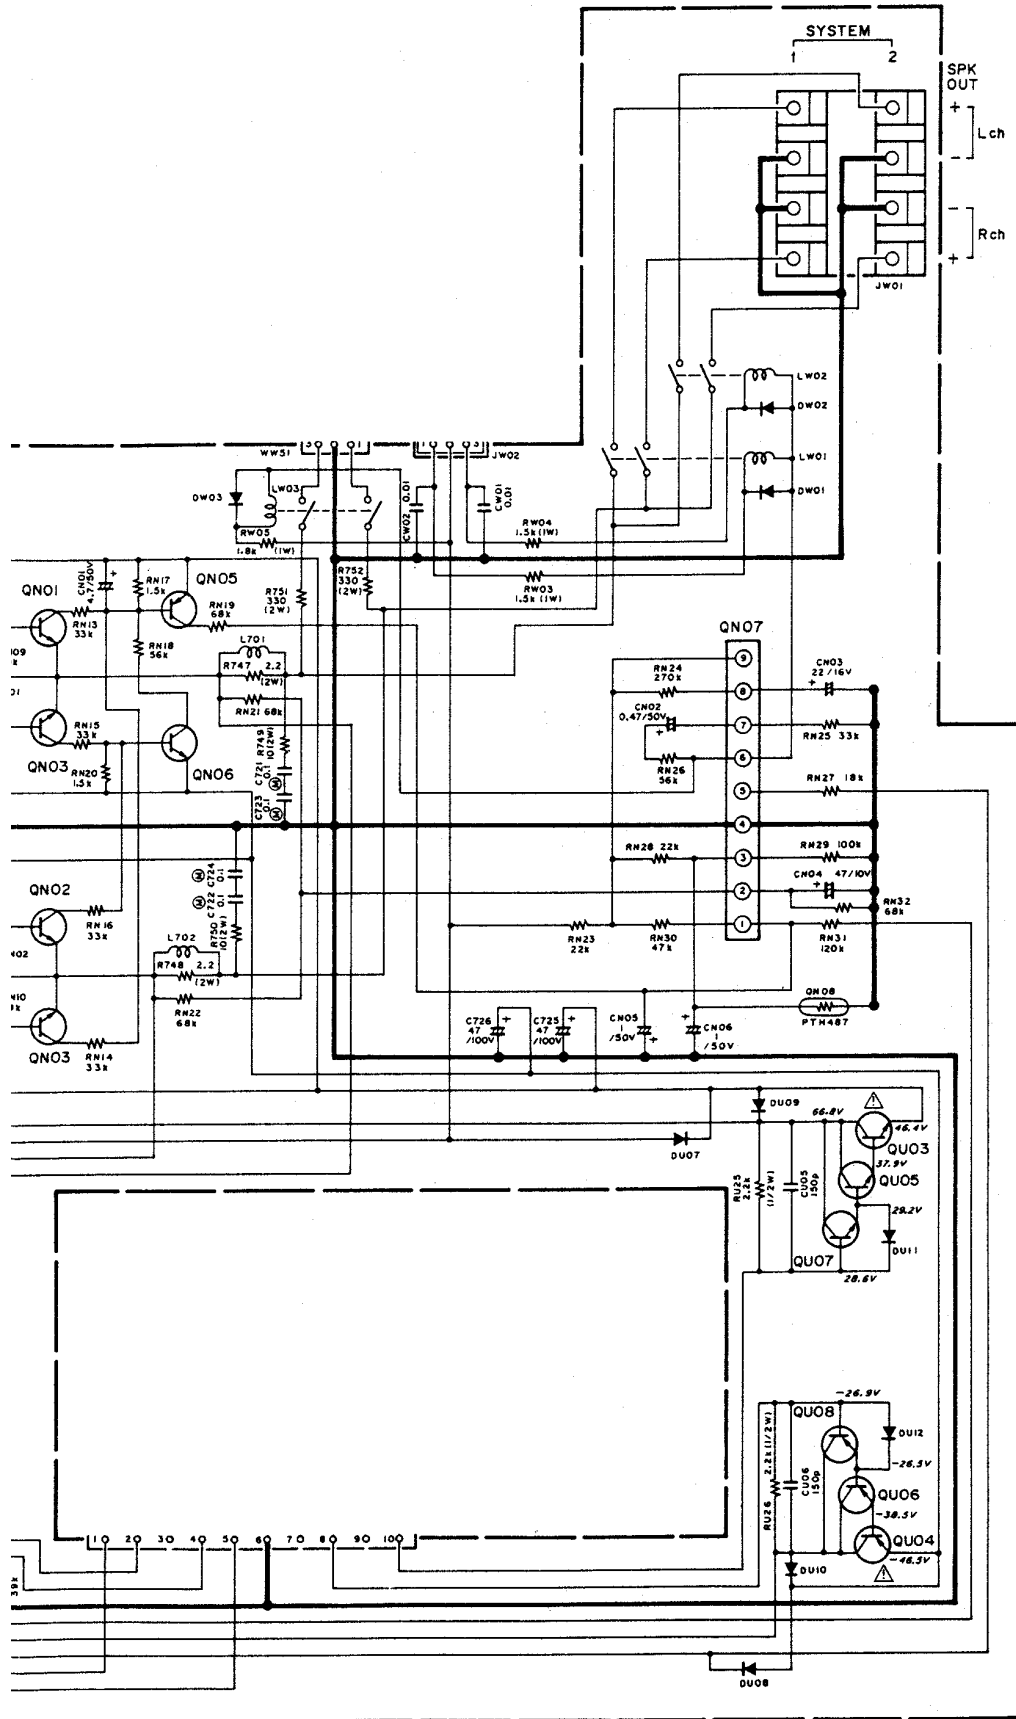 SYSTEM
1 2
SPK
OUT
+
Lch
-
-
Rch
+
JW01
LW02
DW02
LW01
DW01
3 1
WW51
1 3
JW02
DW03
LW03
RW05
1.8k (1W)
CW02 0.01
CW01
0.01
RW04
1.5k (1W)
RW03
1.5k (1W)
R752
330
(2W)
R751
330
(2W)
CN01
4.7/50V
+
RN17
1.5k
QN05
QN01
RN13
33k
RN19
68k
RN18
56k
L701
R747 2.2
(2W)
RN21 68k
RN15
33k
QN03
RN20
1.5k
QN06
R749
10(2W)
C721
0.1
C723
0.1
QN07
9
8
7
6
5
4
3
2
1
RN24
270k
CN03
22/16V
+
CN02
0.47/50V
+
RN25 33k
RN26
56k
RN27 18k
RN28 22k
RN29 100k
CN04 47/10V
+
RN32
68k
RN23
22k
RN30
47k
RN31
120k
QN08
PTH487
QN02
RN16
33k
C724
0.1
C722
0.1
R750
10(2W)
L702
R748 2.2
(2W)
RN22
68k
QN03
RN14
33k
C726
47
/100V
+
C725
47
/100V
+
CN05
1
/50V
+
CN06
1
/50V
+
DU09
66.8V
46.4V
QU03
37.9V
QU05
DU07
RU25
2.2k
(1/2W)
CU05
150p
29.2V
DU11
QU07
28.6V
-26.9V
QU08
DU12
2.2k(1/2W)
RU26
CU06
150p
-26.5V
QU06
-38.5V
QU04
-46.5V
DU10
1 2 3 4 5 6 7 8 9 10
39k
DU08